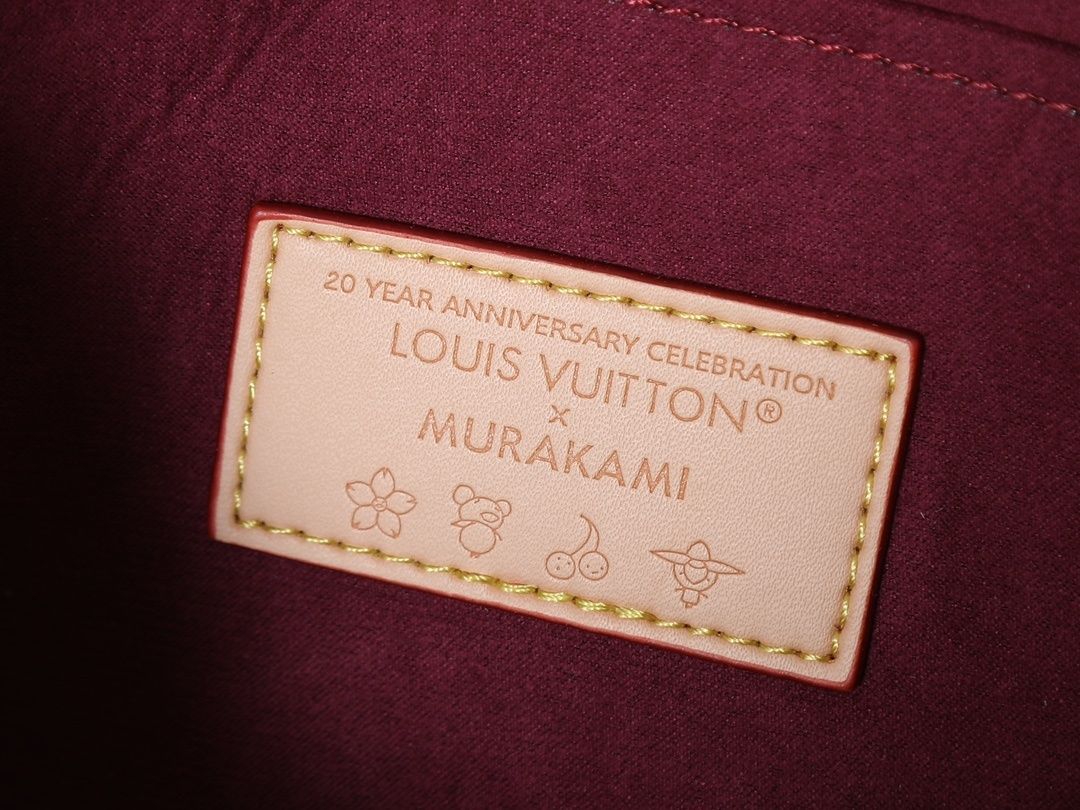 20 YEAR ANNIVERSARY CELEBRATION
LOUIS VUITTON®
x
MURAKAMI